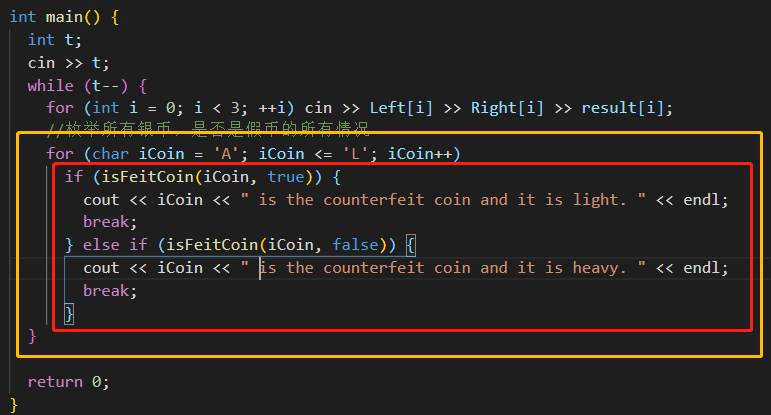 int main() {
int t;
cin >> t;
while (t--) {
for (int i = 0; i < 3; ++i) cin >> Left[i] >> Right[i] >> result[i];
//枚举所有银币,是否是假币的所有情况
for (char iCoin = 'A'; iCoin <= 'L'; iCoin++)
if (isFeitCoin(iCoin, true)) {
cout << iCoin << " is the counterfeit coin and it is light. " << endl;
break;
} else if (isFeitCoin(iCoin, false)) {
cout << iCoin << " is the counterfeit coin and it is heavy. " << endl;
break;
}
}
return 0;
}